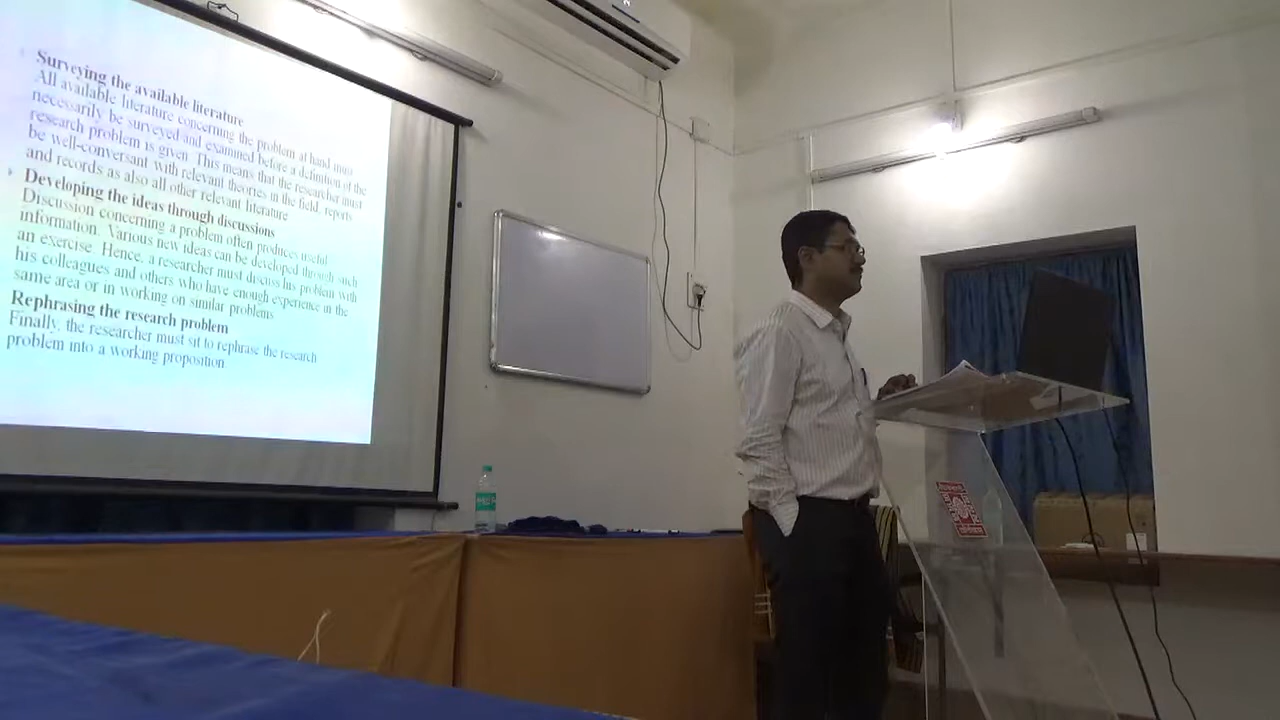 Surveying the available literature
All available literature concerning the problem at hand must
necessarily be surveyed and examined before a definition of the
research problem is given. This means that the researcher must
be well-conversant with relevant theories in the field, reports
and records as also all other relevant literature
Developing the ideas through discussions
Discussion concerning a problem often produces useful
information. Various new ideas can be developed through such
an exercise. Hence, a researcher must discuss his problem with
his colleagues and others who have enough experience in the
same area or in working on similar problems
Rephrasing the research problem
Finally, the researcher must sit to rephrase the research
problem into a working proposition